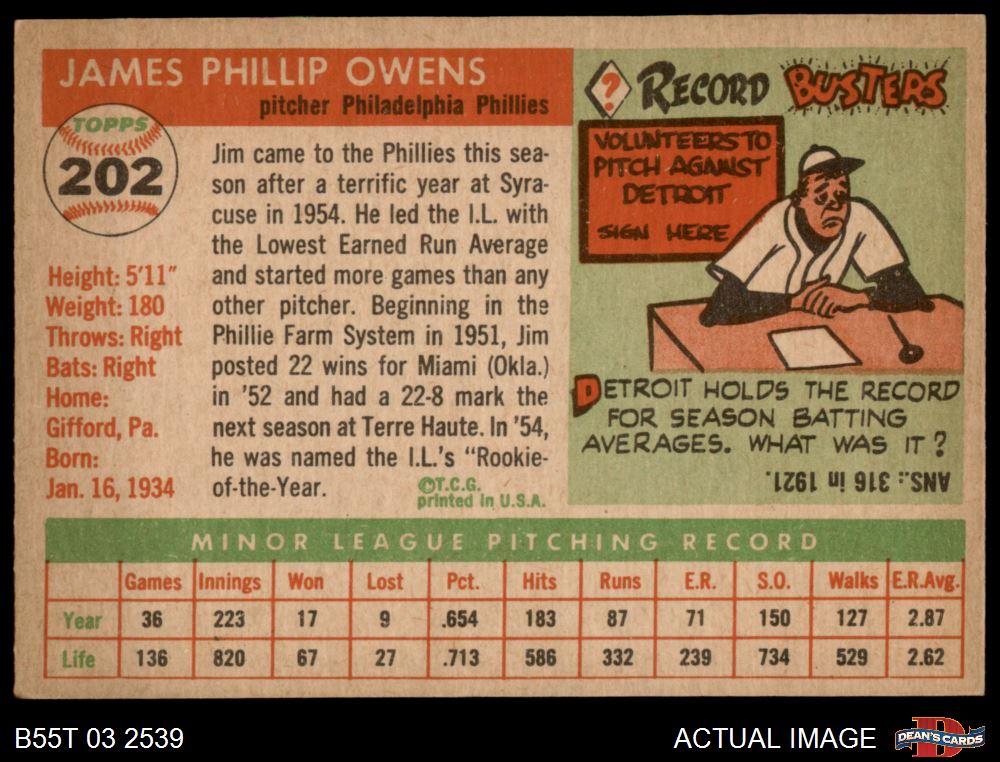 JAMES PHILLIP OWENS
pitcher Philadelphia Phillies
TOPPS
202
Height: 5'11"
Weight: 180
Throws: Right
Bats: Right
Home:
Gifford, Pa.
Born:
Jan. 16, 1934
Jim came to the Phillies this sea-
son after a terrific year at Syra-
cuse in 1954. He led the I.L. with
the Lowest Earned Run Average
and started more games than any
other pitcher. Beginning in the
Phillie Farm System in 1951, Jim
posted 22 wins for Miami (Okla.)
in '52 and had a 22-8 mark the
next season at Terre Haute. In '54,
he was named the I.L.'s "Rookie-
of-the-Year.
©T.C.G.
printed in U.S.A.
? RECORD BUSTERS
VOLUNTEERS TO
PITCH AGAINST
DETROIT
SIGN HERE
DETROIT HOLDS THE RECORD
FOR SEASON BATTING
AVERAGES. WHAT WAS IT?
ANS.: .316 in 1921.
MINOR LEAGUE PITCHING RECORD
Games Innings Won Lost Pct. Hits Runs E.R. S.O. Walks E.R.Avg.
Year 36 223 17 9 .654 183 87 71 150 127 2.87
Life 136 820 67 27 .713 586 332 239 734 529 2.62
B55T 03 2539
ACTUAL IMAGE
D
DEAN'S CARDS